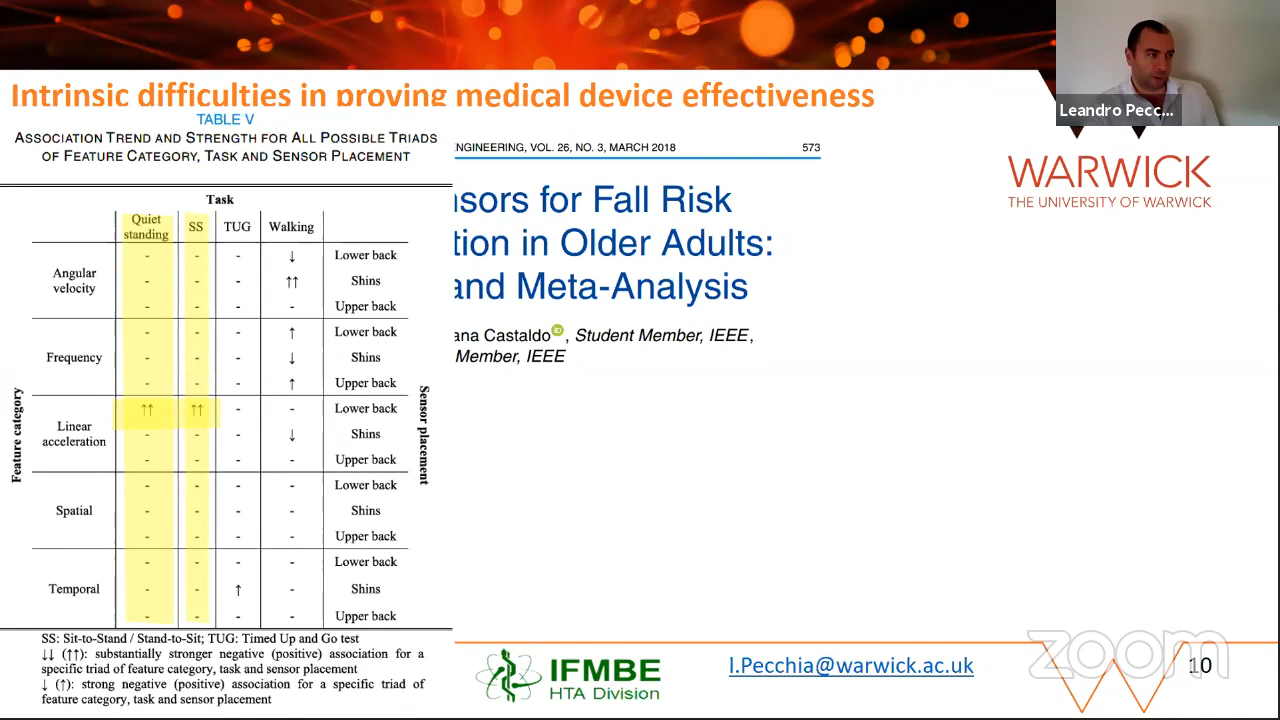 Intrinsic difficulties in proving medical device effectiveness
Leandro Pecc...
WARWICK
THE UNIVERSITY OF WARWICK
TABLE V
ASSOCIATION TREND AND STRENGTH FOR ALL POSSIBLE TRIADS
OF FEATURE CATEGORY, TASK AND SENSOR PLACEMENT
Task
Quiet standing SS TUG Walking
Feature category
Sensor placement
Angular velocity
- - - ↓ Lower back
- - - ↑↑ Shins
- - - - Upper back
Frequency
- - - ↑ Lower back
- - - ↓ Shins
- - - ↑ Upper back
Linear acceleration
↑↑ ↑↑ - - Lower back
- - - ↓ Shins
- - - - Upper back
Spatial
- - - - Lower back
- - - - Shins
- - - - Upper back
Temporal
- - - - Lower back
- - ↑ - Shins
- - - - Upper back
SS: Sit-to-Stand / Stand-to-Sit; TUG: Timed Up and Go test
↓↓ (↑↑): substantially stronger negative (positive) association for a
specific triad of feature category, task and sensor placement
↓ (↑): strong negative (positive) association for a specific triad of
feature category, task and sensor placement
ENGINEERING, VOL. 26, NO. 3, MARCH 2018 573
nsors for Fall Risk
tion in Older Adults:
and Meta-Analysis
ana Castaldo, Student Member, IEEE,
Member, IEEE
IFMBE
HTA Division
l.Pecchia@warwick.ac.uk
zoom
10